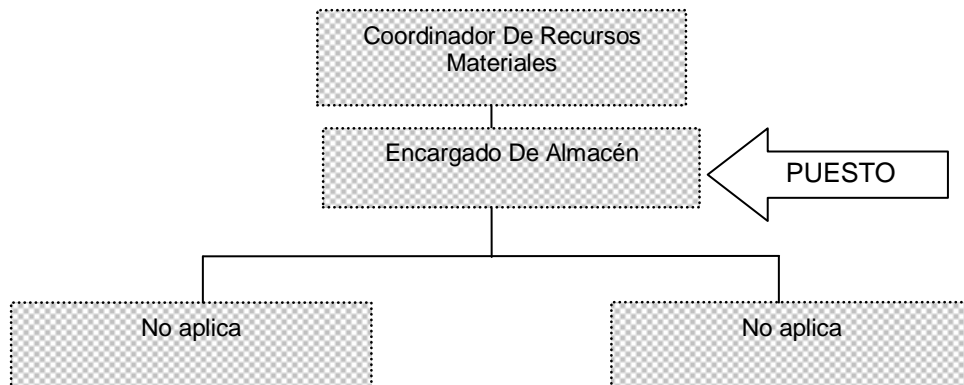 Coordinador De Recursos
Materiales
Encargado De Almacén
PUESTO
No aplica
No aplica